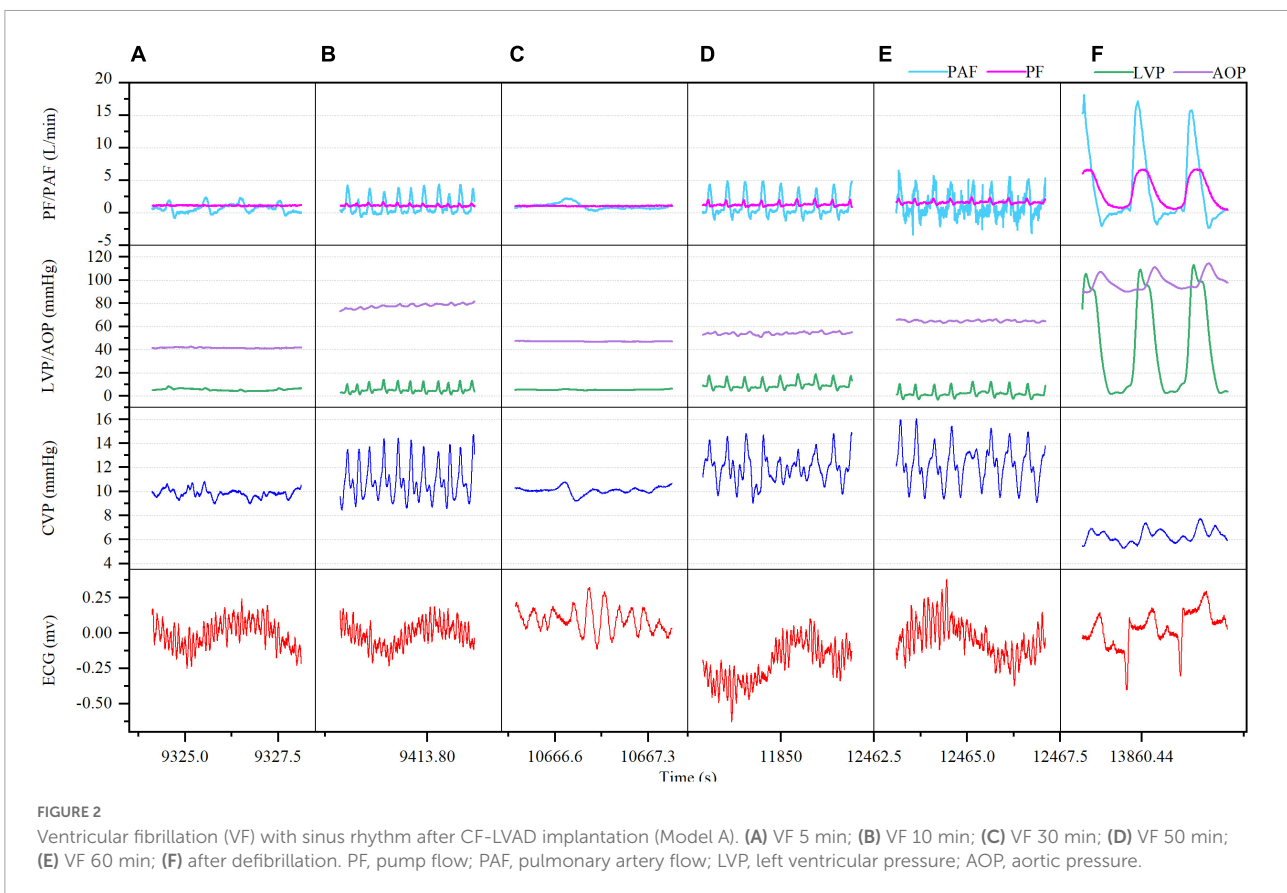 A B C D E F
PAF PF LVP AOP
PF/PAF (L/min)
20
15
10
5
0
-5
LVP/AOP (mmHg)
120
100
80
60
40
20
0
CVP (mmHg)
16
14
12
10
8
6
4
ECG (mv)
0.25
0.00
-0.25
-0.50
9325.0 9327.5 9413.80 10666.6 10667.3 11850 12462.5 12465.0 12467.5 13860.44
Time (s)
FIGURE 2
Ventricular fibrillation (VF) with sinus rhythm after CF-LVAD implantation (Model A). (A) VF 5 min; (B) VF 10 min; (C) VF 30 min; (D) VF 50 min;
(E) VF 60 min; (F) after defibrillation. PF, pump flow; PAF, pulmonary artery flow; LVP, left ventricular pressure; AOP, aortic pressure.